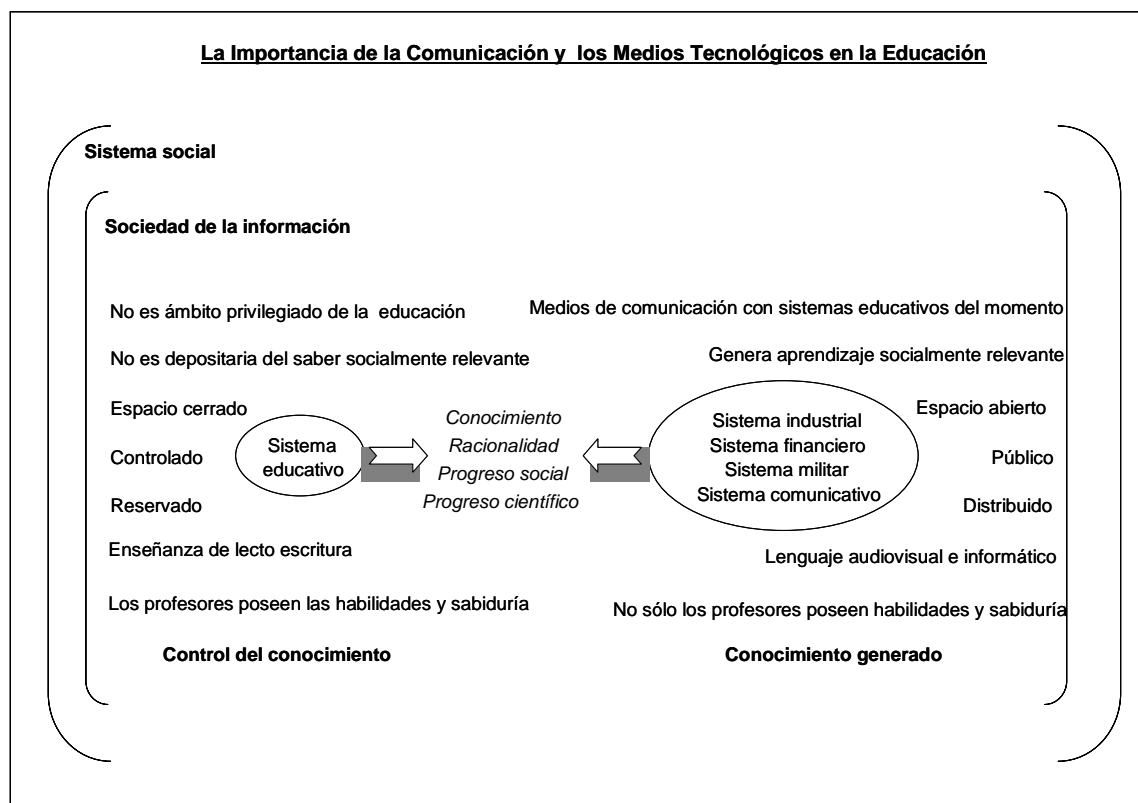 La Importancia de la Comunicación y los Medios Tecnológicos en la Educación
Sistema social
Sociedad de la información
No es ámbito privilegiado de la educación
Medios de comunicación con sistemas educativos del momento
No es depositaria del saber socialmente relevante
Genera aprendizaje socialmente relevante
Espacio cerrado
Controlado
Reservado
Sistema
educativo
Conocimiento
Racionalidad
Progreso social
Progreso científico
Sistema industrial
Sistema financiero
Sistema militar
Sistema comunicativo
Espacio abierto
Público
Distribuido
Enseñanza de lecto escritura
Lenguaje audiovisual e informático
Los profesores poseen las habilidades y sabiduría
No sólo los profesores poseen habilidades y sabiduría
Control del conocimiento
Conocimiento generado